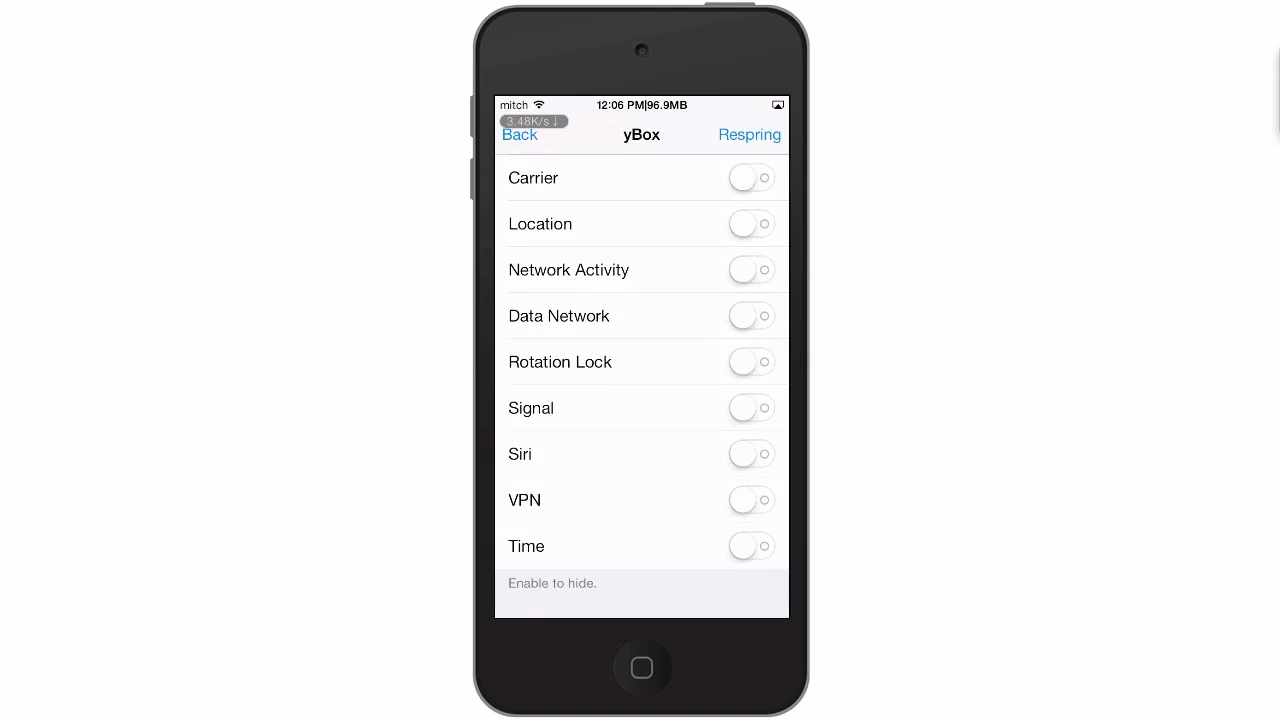 mitch 12:06 PM|96.9MB
3.48K/s↓
Back yBox Respring
Carrier
Location
Network Activity
Data Network
Rotation Lock
Signal
Siri
VPN
Time
Enable to hide.